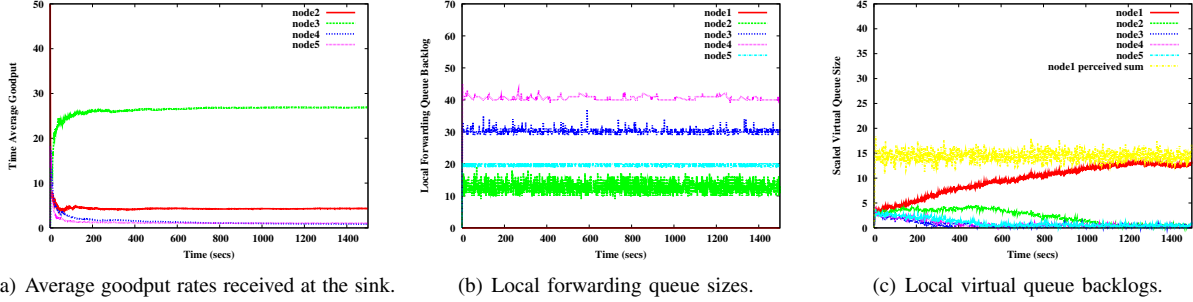 50
40
30
20
10
0
0
200
400
600
800
1000
1200
1400
Time Average Goodput
Time (secs)
node2
node3
node4
node5
70
60
50
40
30
20
10
0
0
200
400
600
800
1000
1200
1400
Local Forwarding Queue Backlog
Time (secs)
node1
node2
node3
node4
node5
45
40
35
30
25
20
15
10
5
0
0
200
400
600
800
1000
1200
1400
Scaled Virtual Queue Size
Time (secs)
node1
node2
node3
node4
node5
node1 perceived sum
a) Average goodput rates received at the sink.
(b) Local forwarding queue sizes.
(c) Local virtual queue backlogs.